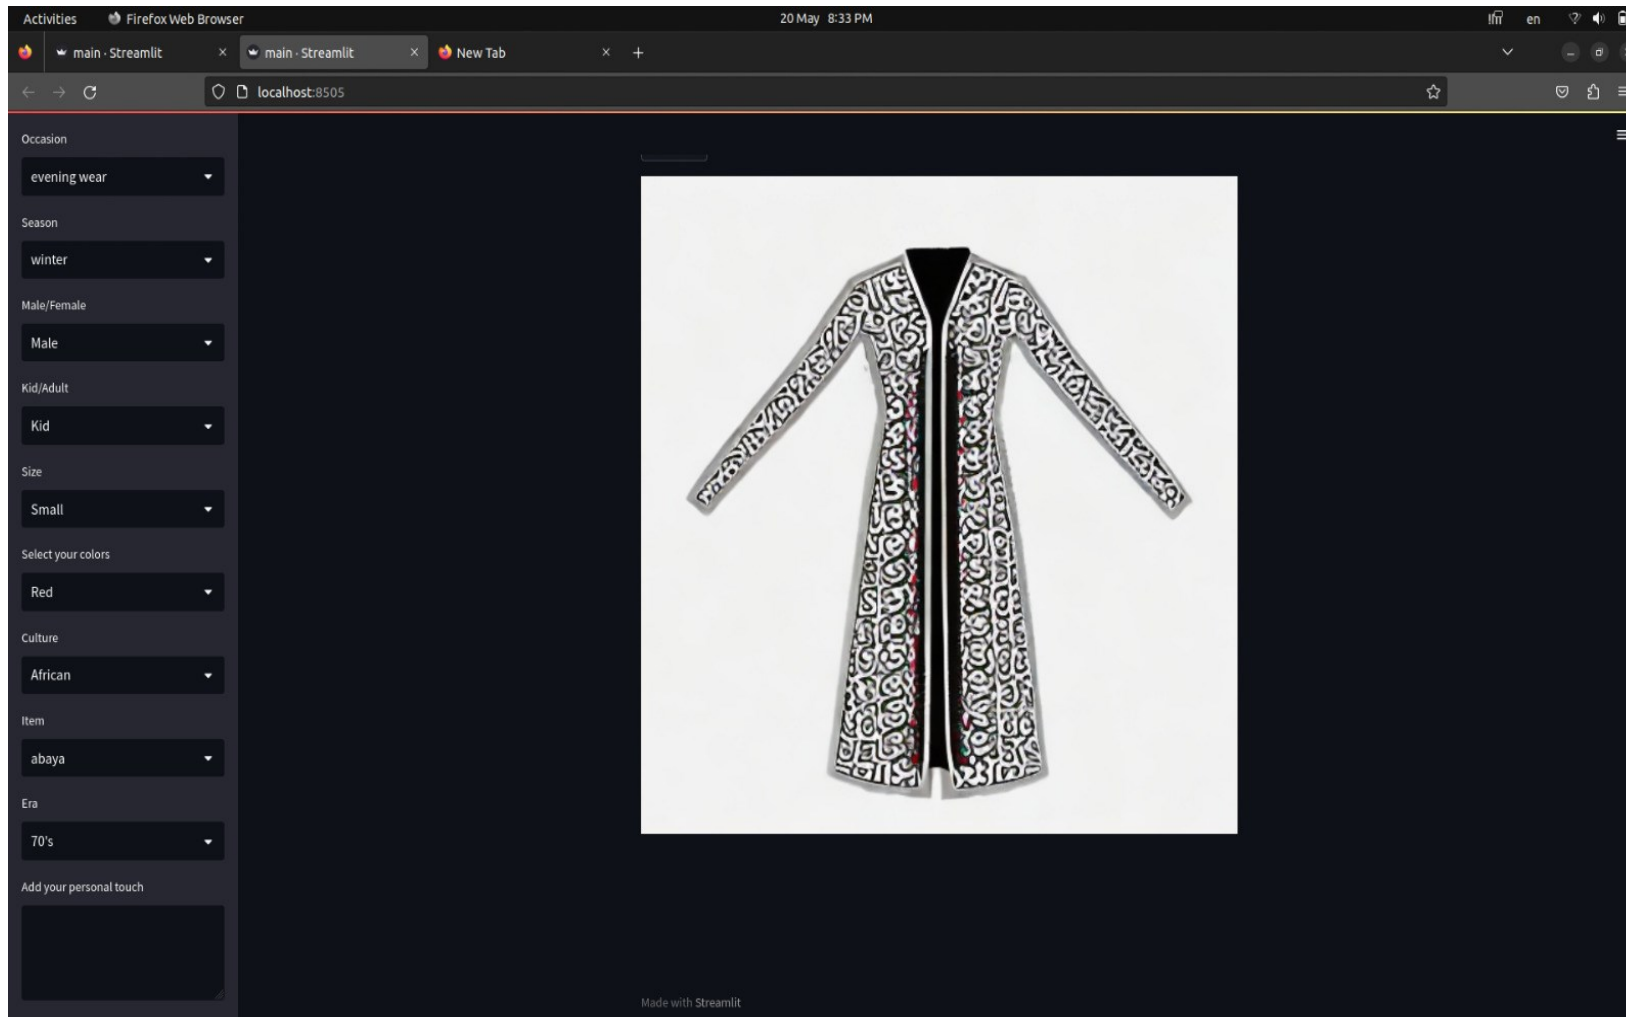 Activities Firefox Web Browser 20 May 8:33 PM en
main · Streamlit × main · Streamlit × New Tab × +
localhost:8505
Occasion
evening wear
Season
winter
Male/Female
Male
Kid/Adult
Kid
Size
Small
Select your colors
Red
Culture
African
Item
abaya
Era
70's
Add your personal touch
Made with Streamlit